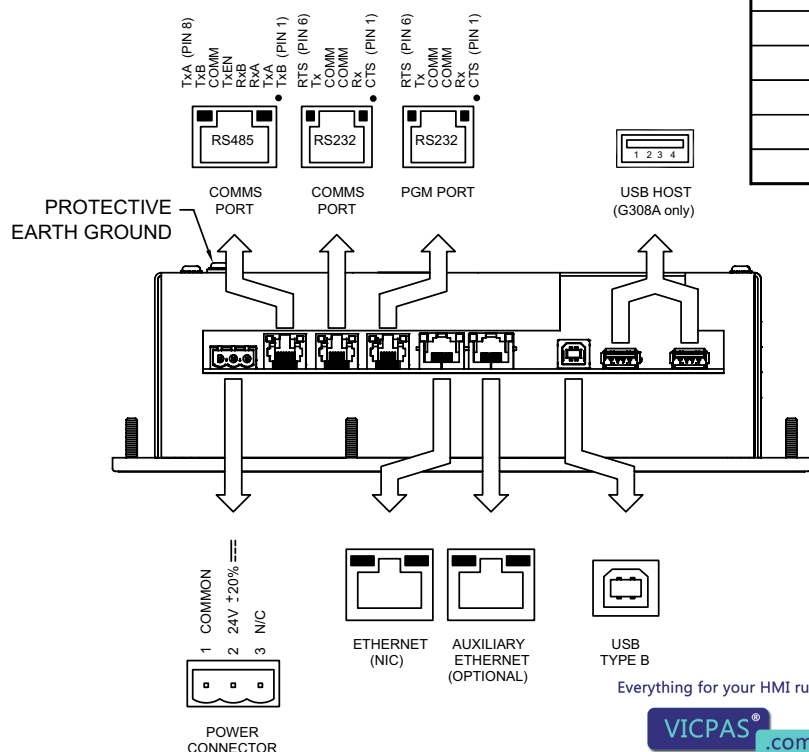 TxA (PIN 8)
TxB
COMM
TxEN
RxB
RxA
TxA
TxB (PIN 1)
RTS (PIN 6)
Tx
COMM
COMM
Rx
CTS (PIN 1)
RTS (PIN 6)
Tx
COMM
COMM
Rx
CTS (PIN 1)
RS485
RS232
RS232
1 2 3 4
COMMS
PORT
COMMS
PORT
PGM PORT
USB HOST
(G308A only)
PROTECTIVE
EARTH GROUND
1 COMMON
2 24V ±20%
3 N/C
POWER
CONNECTOR
ETHERNET
(NIC)
AUXILIARY
ETHERNET
(OPTIONAL)
USB
TYPE B
Everything for your HMI ru
VICPAS®
.com